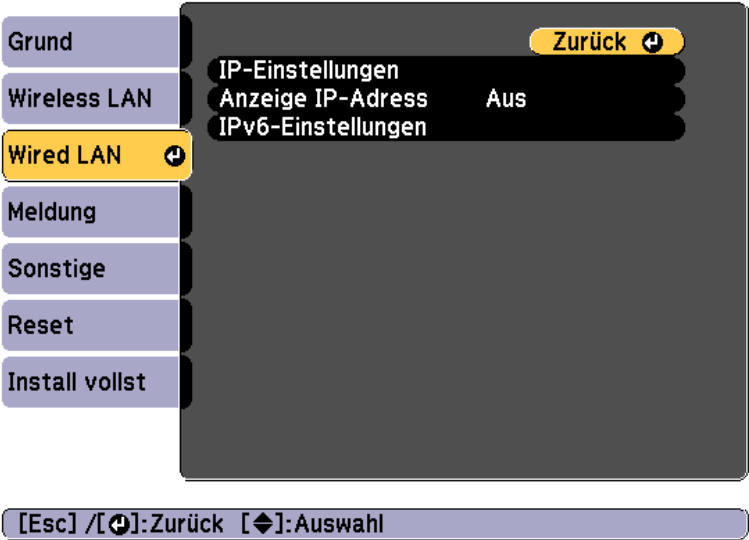 Grund
Wireless LAN
Wired LAN
Meldung
Sonstige
Reset
Install vollst
Zurück
IP-Einstellungen
Anzeige IP-Adress Aus
IPv6-Einstellungen
[Esc] /[]:Zurück []:Auswahl